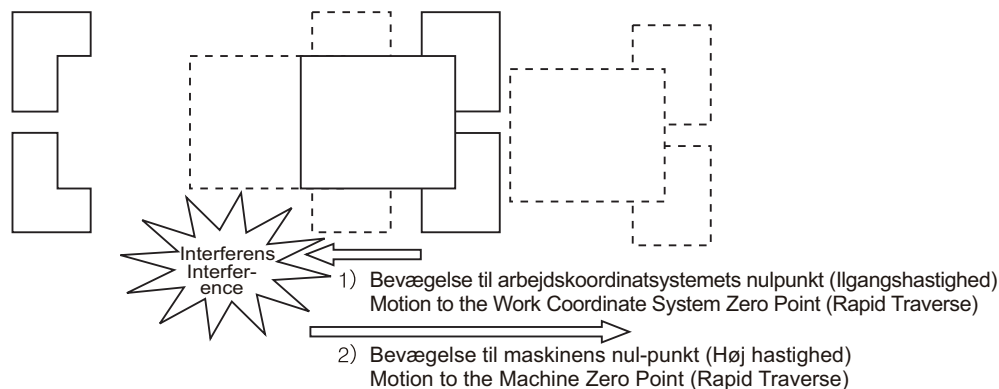 Interferens
Interfer-
ence
1) Bevægelse til arbejdskoordinatsystemets nulpunkt (Ilgangshastighed)
Motion to the Work Coordinate System Zero Point (Rapid Traverse)
2) Bevægelse til maskinens nul-punkt (Høj hastighed)
Motion to the Machine Zero Point (Rapid Traverse)